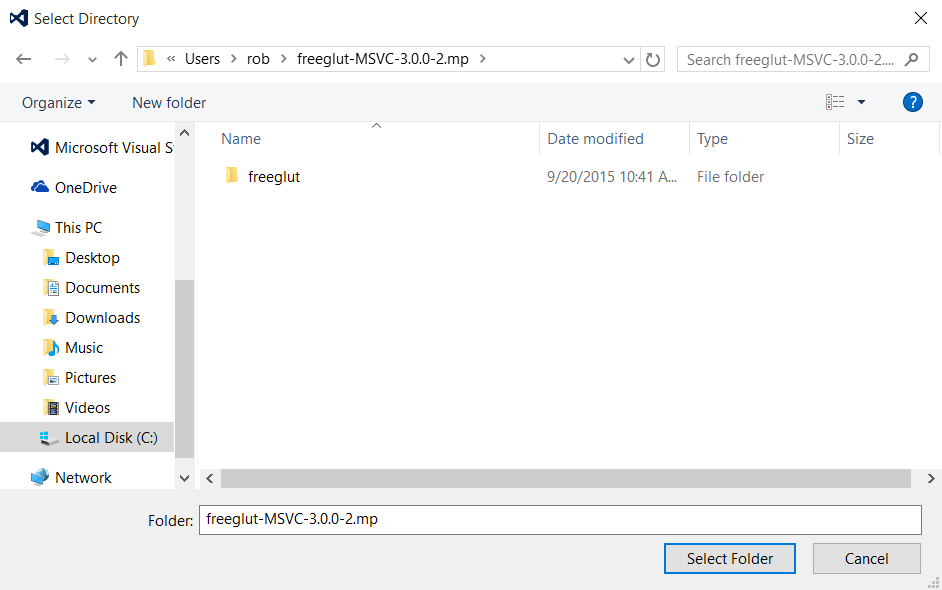 Select Directory
« Users > rob > freeglut-MSVC-3.0.0-2.mp >
Search freeglut-MSVC-3.0.0-2....
Organize New folder ?
Name Date modified Type Size
freeglut 9/20/2015 10:41 A... File folder
Microsoft Visual S
OneDrive
This PC
Desktop
Documents
Downloads
Music
Pictures
Videos
Local Disk (C:)
Network
Folder: freeglut-MSVC-3.0.0-2.mp
Select Folder Cancel